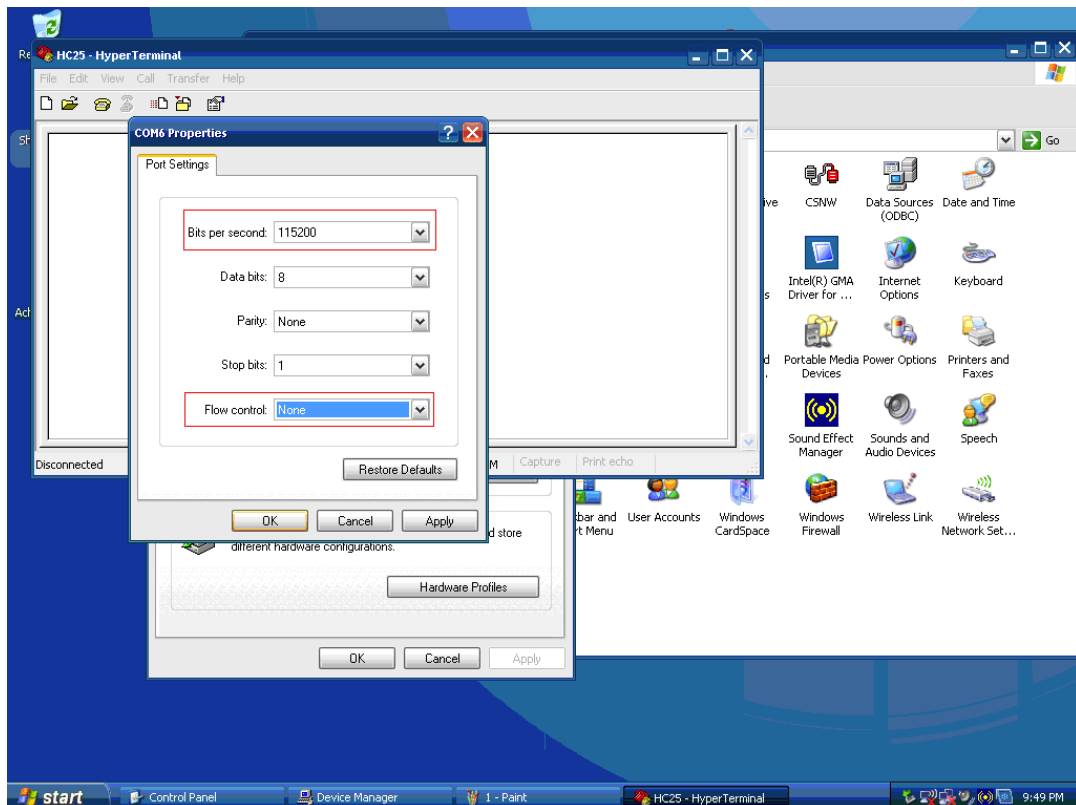 HC25 - HyperTerminal
File Edit View Call Transfer Help
COM6 Properties
Port Settings
Bits per second: 115200
Data bits: 8
Parity: None
Stop bits: 1
Flow control: None
Restore Defaults
OK Cancel Apply
Disconnected
Capture Print echo
different hardware configurations.
d store
Hardware Profiles
OK Cancel Apply
Go
CSNW
Data Sources (ODBC)
Date and Time
Intel(R) GMA Driver for ...
Internet Options
Keyboard
Portable Media Devices
Power Options
Printers and Faxes
Sound Effect Manager
Sounds and Audio Devices
Speech
User Accounts
Windows CardSpace
Windows Firewall
Wireless Link
Wireless Network Set...
start
Control Panel
Device Manager
1 - Paint
HC25 - HyperTerminal
9:49 PM